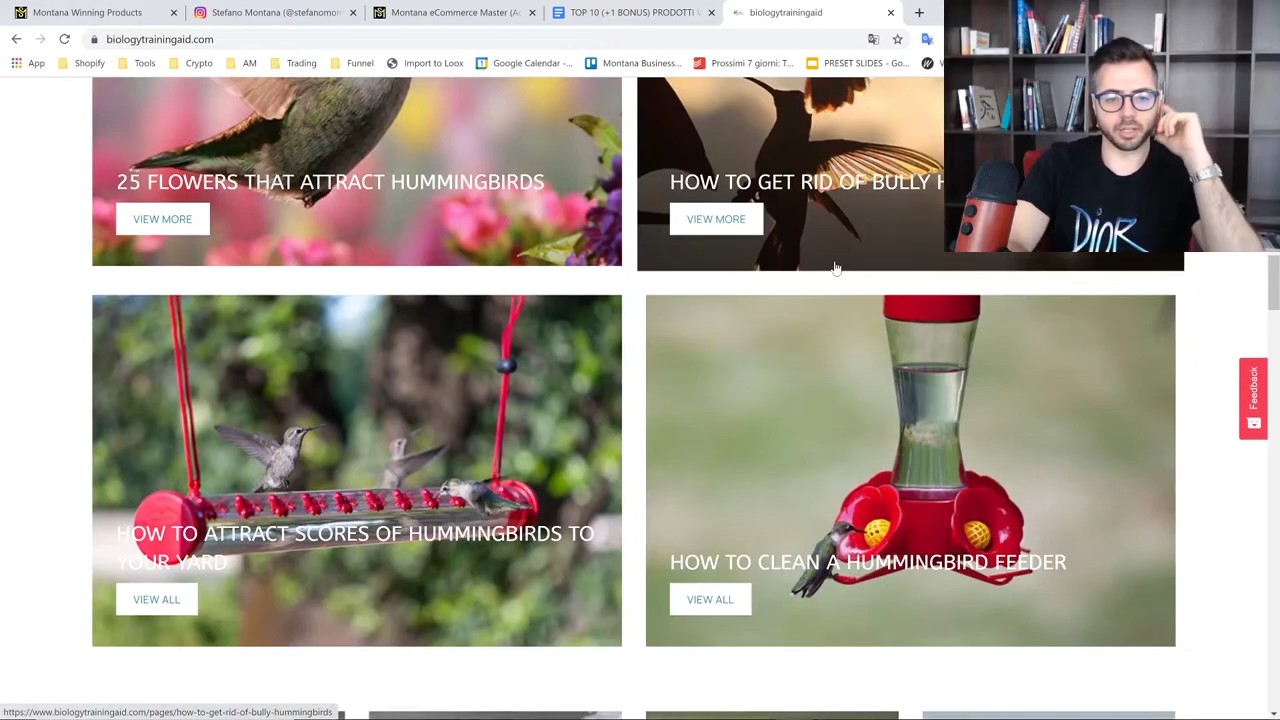 Montana Winning Products
Stefano Montana (@stefanomon
Montana eCommerce Master (Ac
TOP 10 (+1 BONUS) PRODOTTI V
biologytrainingaid
biologytrainingaid.com
App
Shopify
Tools
Crypto
AM
Trading
Funnel
Import to Loox
Google Calendar -...
Montana Business...
Prossimi 7 giorni: T...
PRESET SLIDES - Go...
25 FLOWERS THAT ATTRACT HUMMINGBIRDS
VIEW MORE
HOW TO GET RID OF BULLY H
VIEW MORE
DIOR
HOW TO ATTRACT SCORES OF HUMMINGBIRDS TO
YOUR YARD
VIEW ALL
HOW TO CLEAN A HUMMINGBIRD FEEDER
VIEW ALL
Feedback
https://www.biologytrainingaid.com/pages/how-to-get-rid-of-bully-hummingbirds